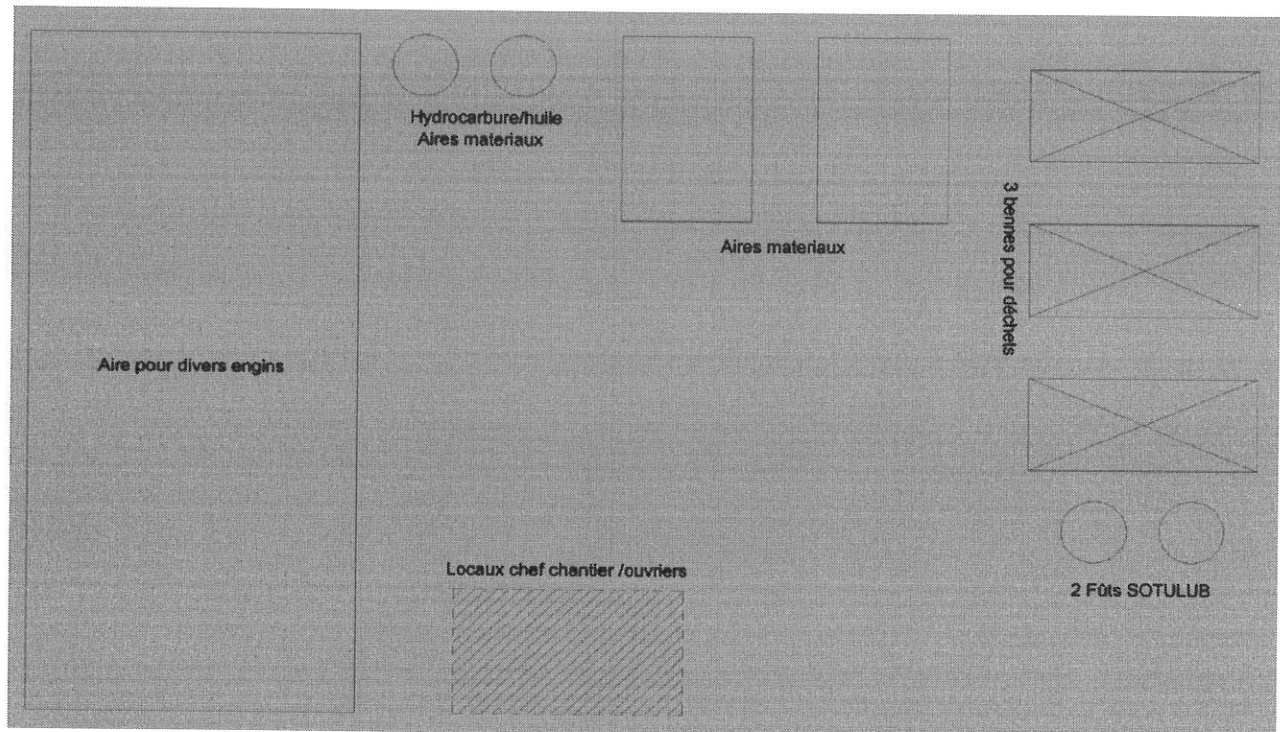 Hydrocarbure/huile
Aires materiaux
Aires materiaux
3 bennes pour déchets
Aire pour divers engins
Locaux chef chantier /ouvriers
2 Fûts SOTULUB